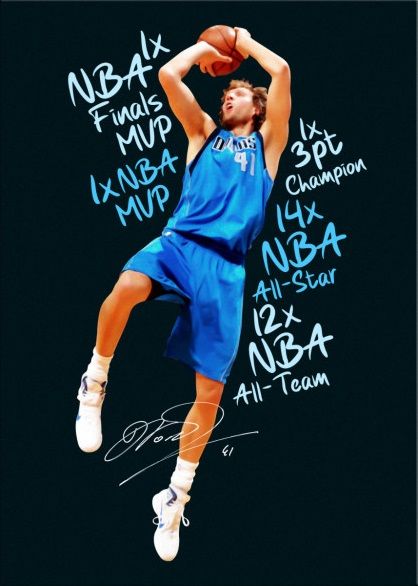 1x
NBA
Finals
MVP
1x NBA
MVP
1x
3pt
Champion
14x
NBA
All-Star
12x
NBA
All-Team
41
41